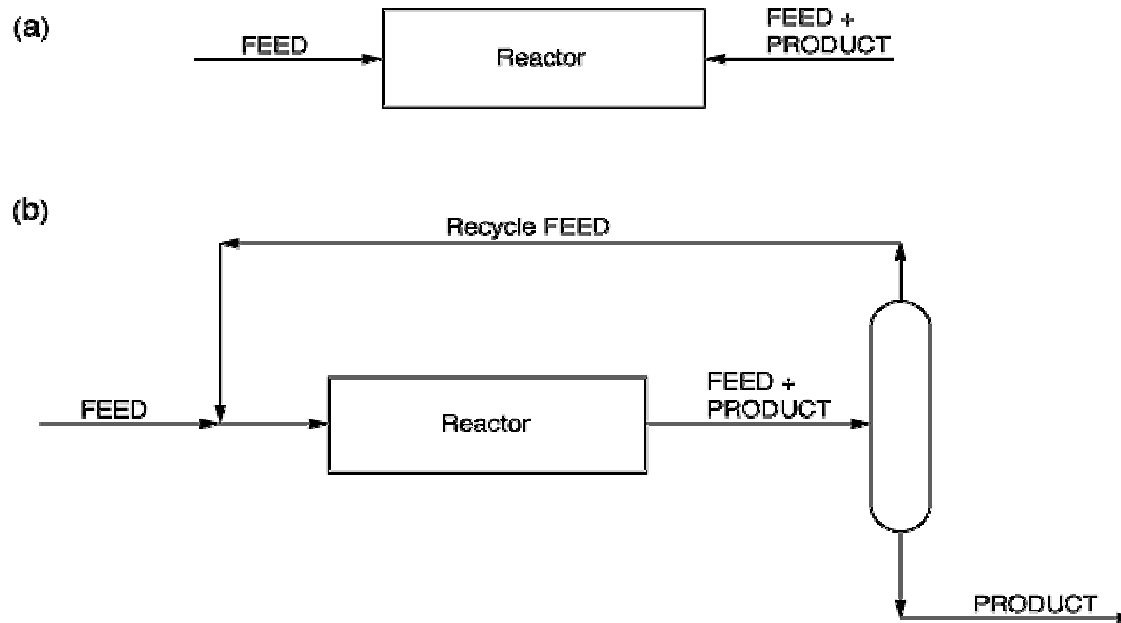 (a)
FEED
Reactor
FEED +
PRODUCT
(b)
Recycle FEED
FEED
Reactor
FEED +
PRODUCT
PRODUCT